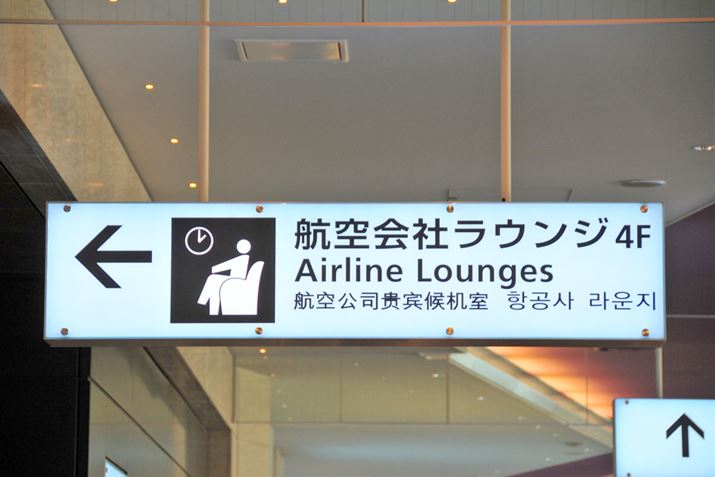 航空会社ラウンジ 4F
Airline Lounges
航空公司贵宾候机室 항공사 라운지